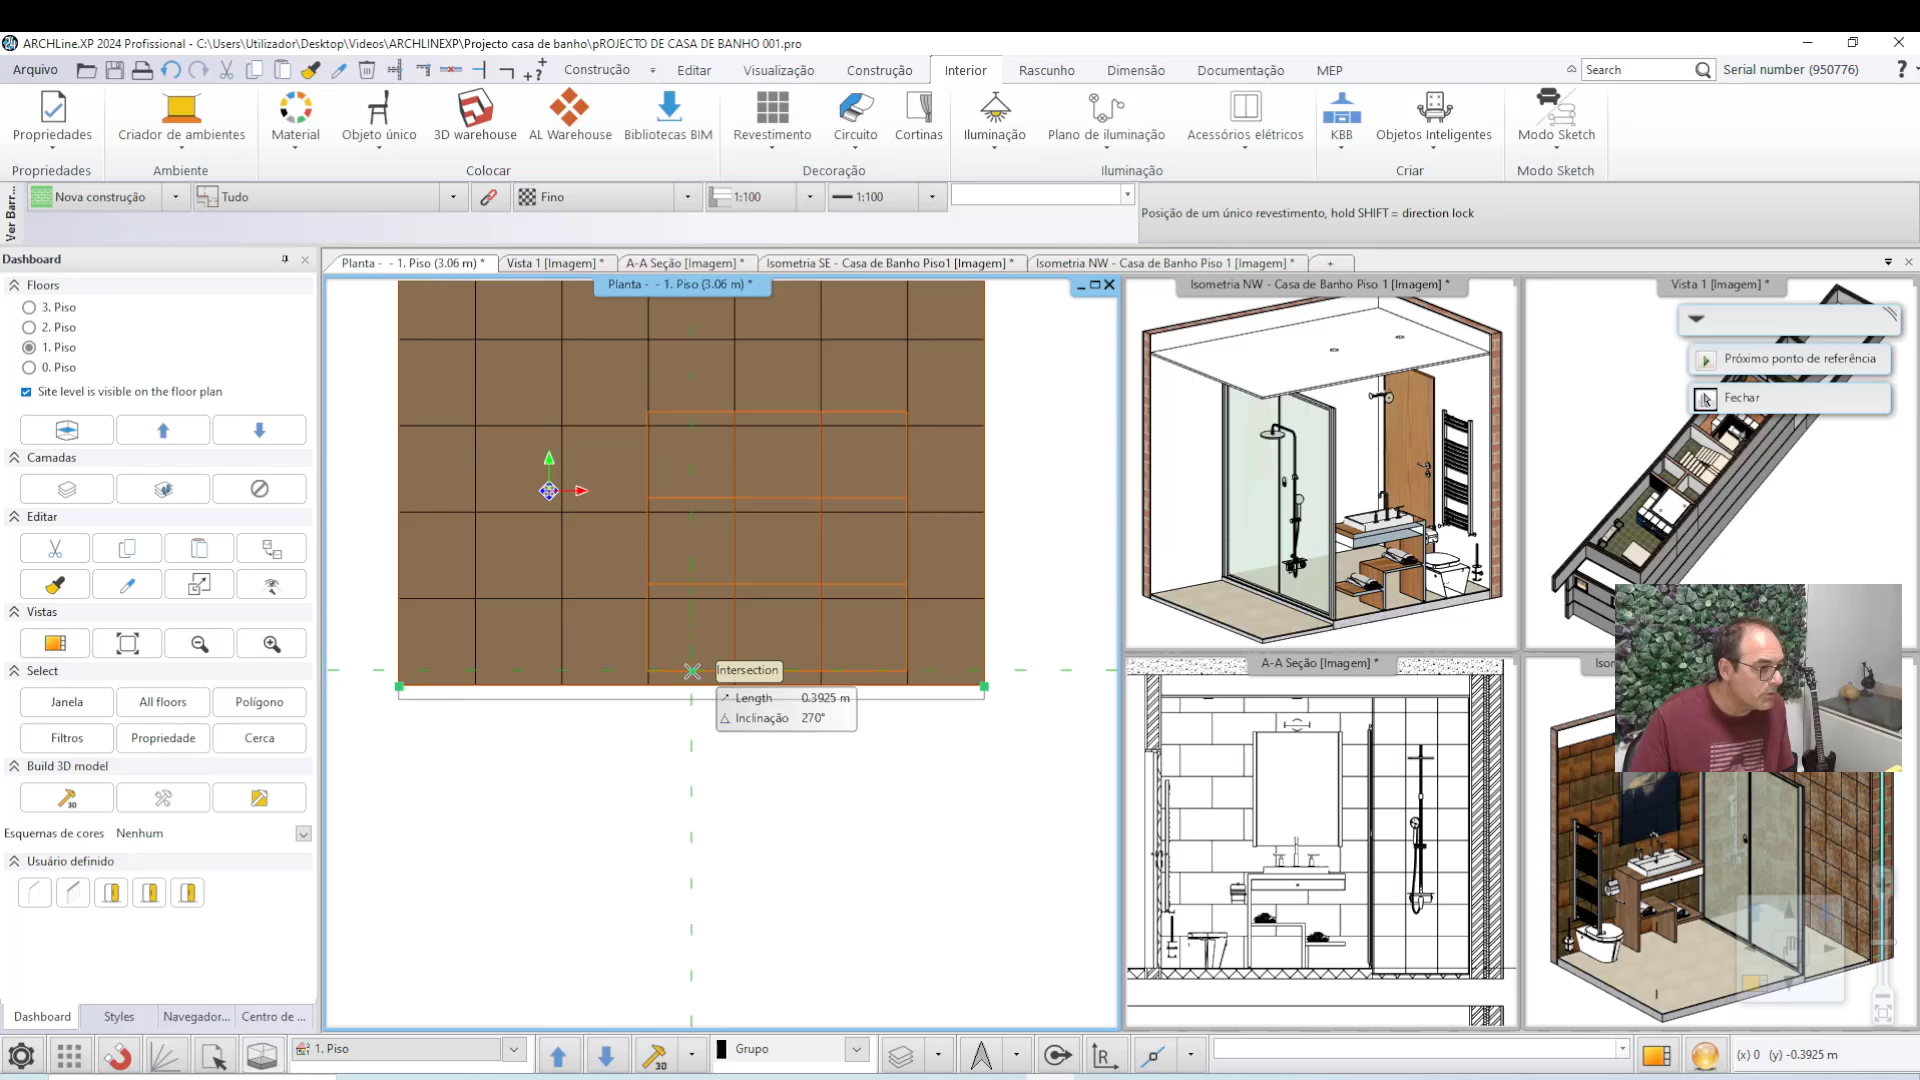 ARCHLine.XP 2024 Profissional - C:\Users\Utilizador\Desktop\Videos\ARCHLINEXP\Projecto casa de banho\pROJECTO DE CASA DE BANHO 001.pro
Arquivo
Construção
Editar
Visualização
Construção
Interior
Rascunho
Dimensão
Documentação
MEP
Search
Serial number (950776)
?
Propriedades
Criador de ambientes
Material
Objeto único
3D warehouse
AL Warehouse
Bibliotecas BIM
Revestimento
Circuito
Cortinas
Iluminação
Plano de iluminação
Acessórios elétricos
KBB
Objetos Inteligentes
Modo Sketch
Propriedades
Ambiente
Colocar
Decoração
Iluminação
Criar
Modo Sketch
Ver Barr...
Nova construção
Tudo
Fino
1:100
1:100
Posição de um único revestimento, hold SHIFT = direction lock
Dashboard
Planta - - 1. Piso (3.06 m) *
Vista 1 [Imagem] *
A-A Seção [Imagem] *
Isometria SE - Casa de Banho Piso1 [Imagem] *
Isometria NW - Casa de Banho Piso 1 [Imagem] *
+
Planta - - 1. Piso (3.06 m) *
Isometria NW - Casa de Banho Piso 1 [Imagem] *
Vista 1 [Imagem] *
Floors
3. Piso
2. Piso
1. Piso
0. Piso
Site level is visible on the floor plan
Camadas
Editar
Vistas
Select
Janela
All floors
Polígono
Filtros
Propriedade
Cerca
Build 3D model
3D
Esquemas de cores
Nenhum
Usuário definido
Próximo ponto de referência
Fechar
Intersection
Length 0.3925 m
Inclinação 270°
A-A Seção [Imagem] *
Iso
Dashboard
Styles
Navegador...
Centro de ...
1. Piso
3D
Grupo
R
(x) 0 (y) -0.3925 m